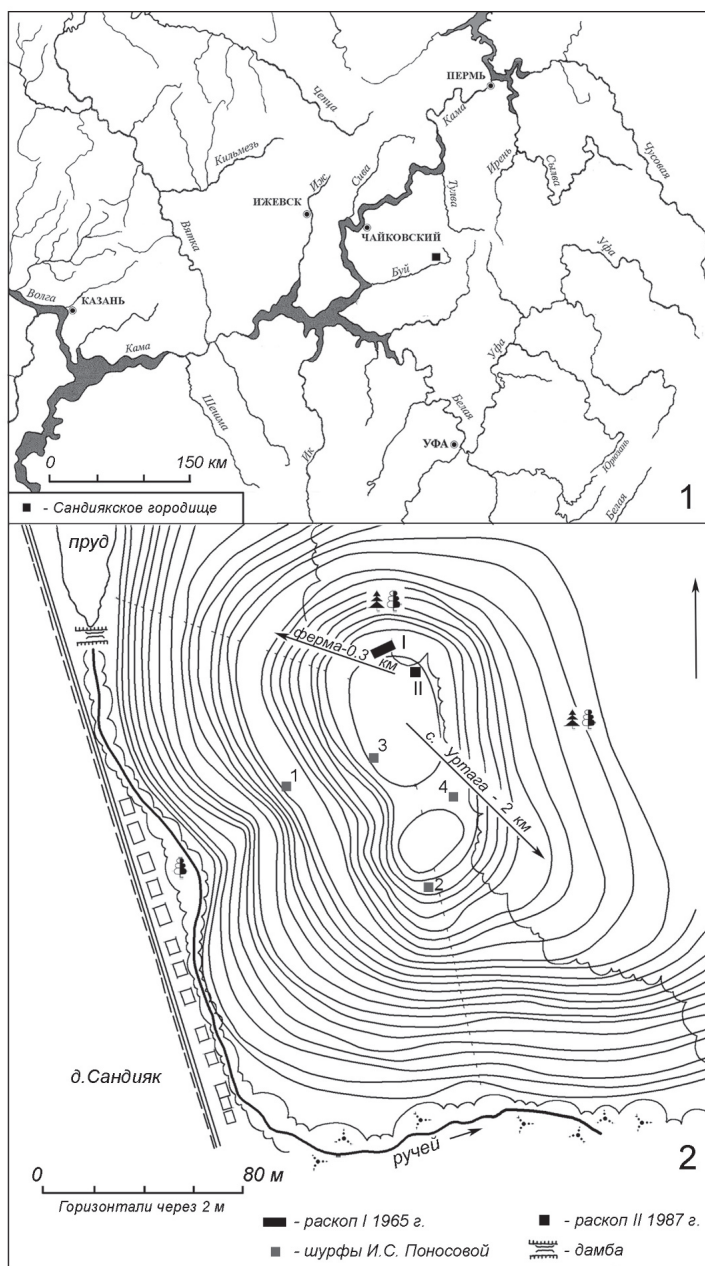 ПЕРМЬ
Чепца
Кама
Чусовая
Кильмезь
Ирень
Сылва
Иж
Сива
Тулва
ИЖЕВСК
Вятка
ЧАЙКОВСКИЙ
Уфа
Буй
Волга
КАЗАНЬ
Кама
Уфа
Шешма
Белая
Ик
УФА
Юрюзань
Белая
0 150 км
1
- Сандиякское городище
пруд
ферма-0.3 км
I
II
3
1
4
с. Уртага - 2 км
2
д.Сандияк
ручей
2
0 80 м
Горизонтали через 2 м
- раскоп I 1965 г.
- раскоп II 1987 г.
- шурфы И.С. Поносовой
- дамба